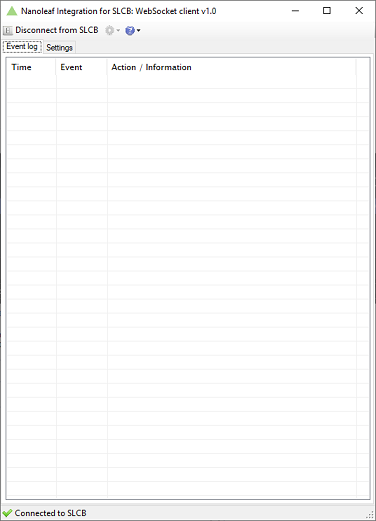 Nanoleaf Integration for SLCB: WebSocket client v1.0
Disconnect from SLCB
Event log Settings
Time Event Action / Information
Connected to SLCB